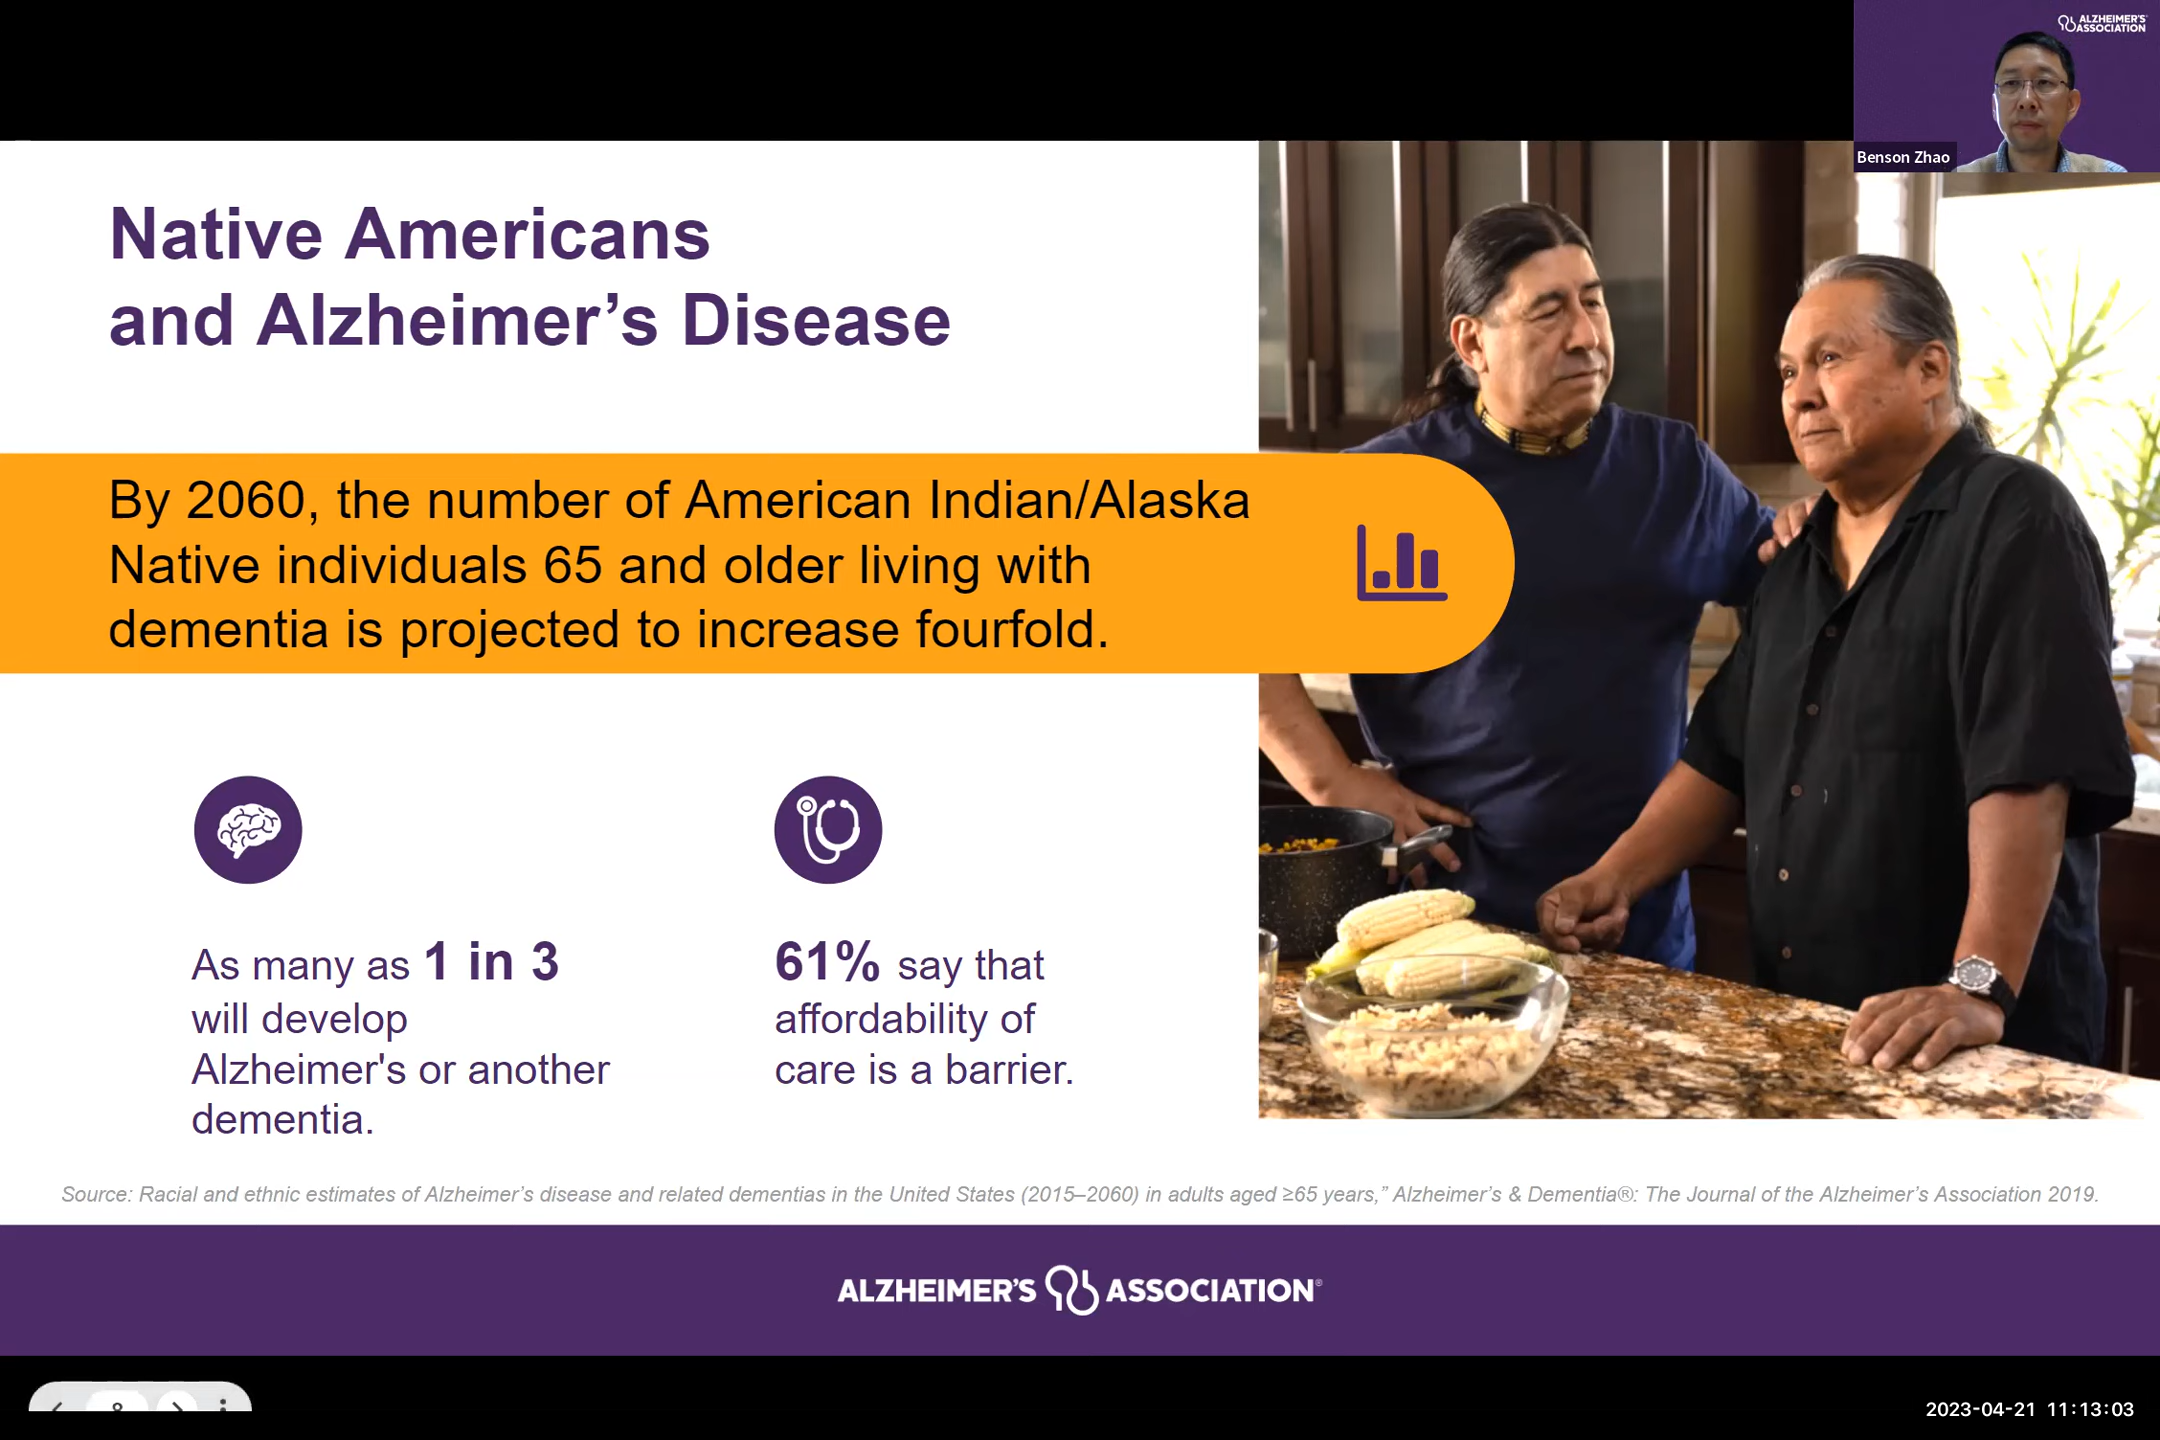 ALZHEIMER'S
ASSOCIATION
Benson Zhao
Native Americans
and Alzheimer’s Disease
By 2060, the number of American Indian/Alaska
Native individuals 65 and older living with
dementia is projected to increase fourfold.
As many as 1 in 3
will develop
Alzheimer's or another
dementia.
61% say that
affordability of
care is a barrier.
Source: Racial and ethnic estimates of Alzheimer’s disease and related dementias in the United States (2015–2060) in adults aged ≥65 years,” Alzheimer’s & Dementia®: The Journal of the Alzheimer’s Association 2019.
ALZHEIMER’S ASSOCIATION®
2023-04-21 11:13:03